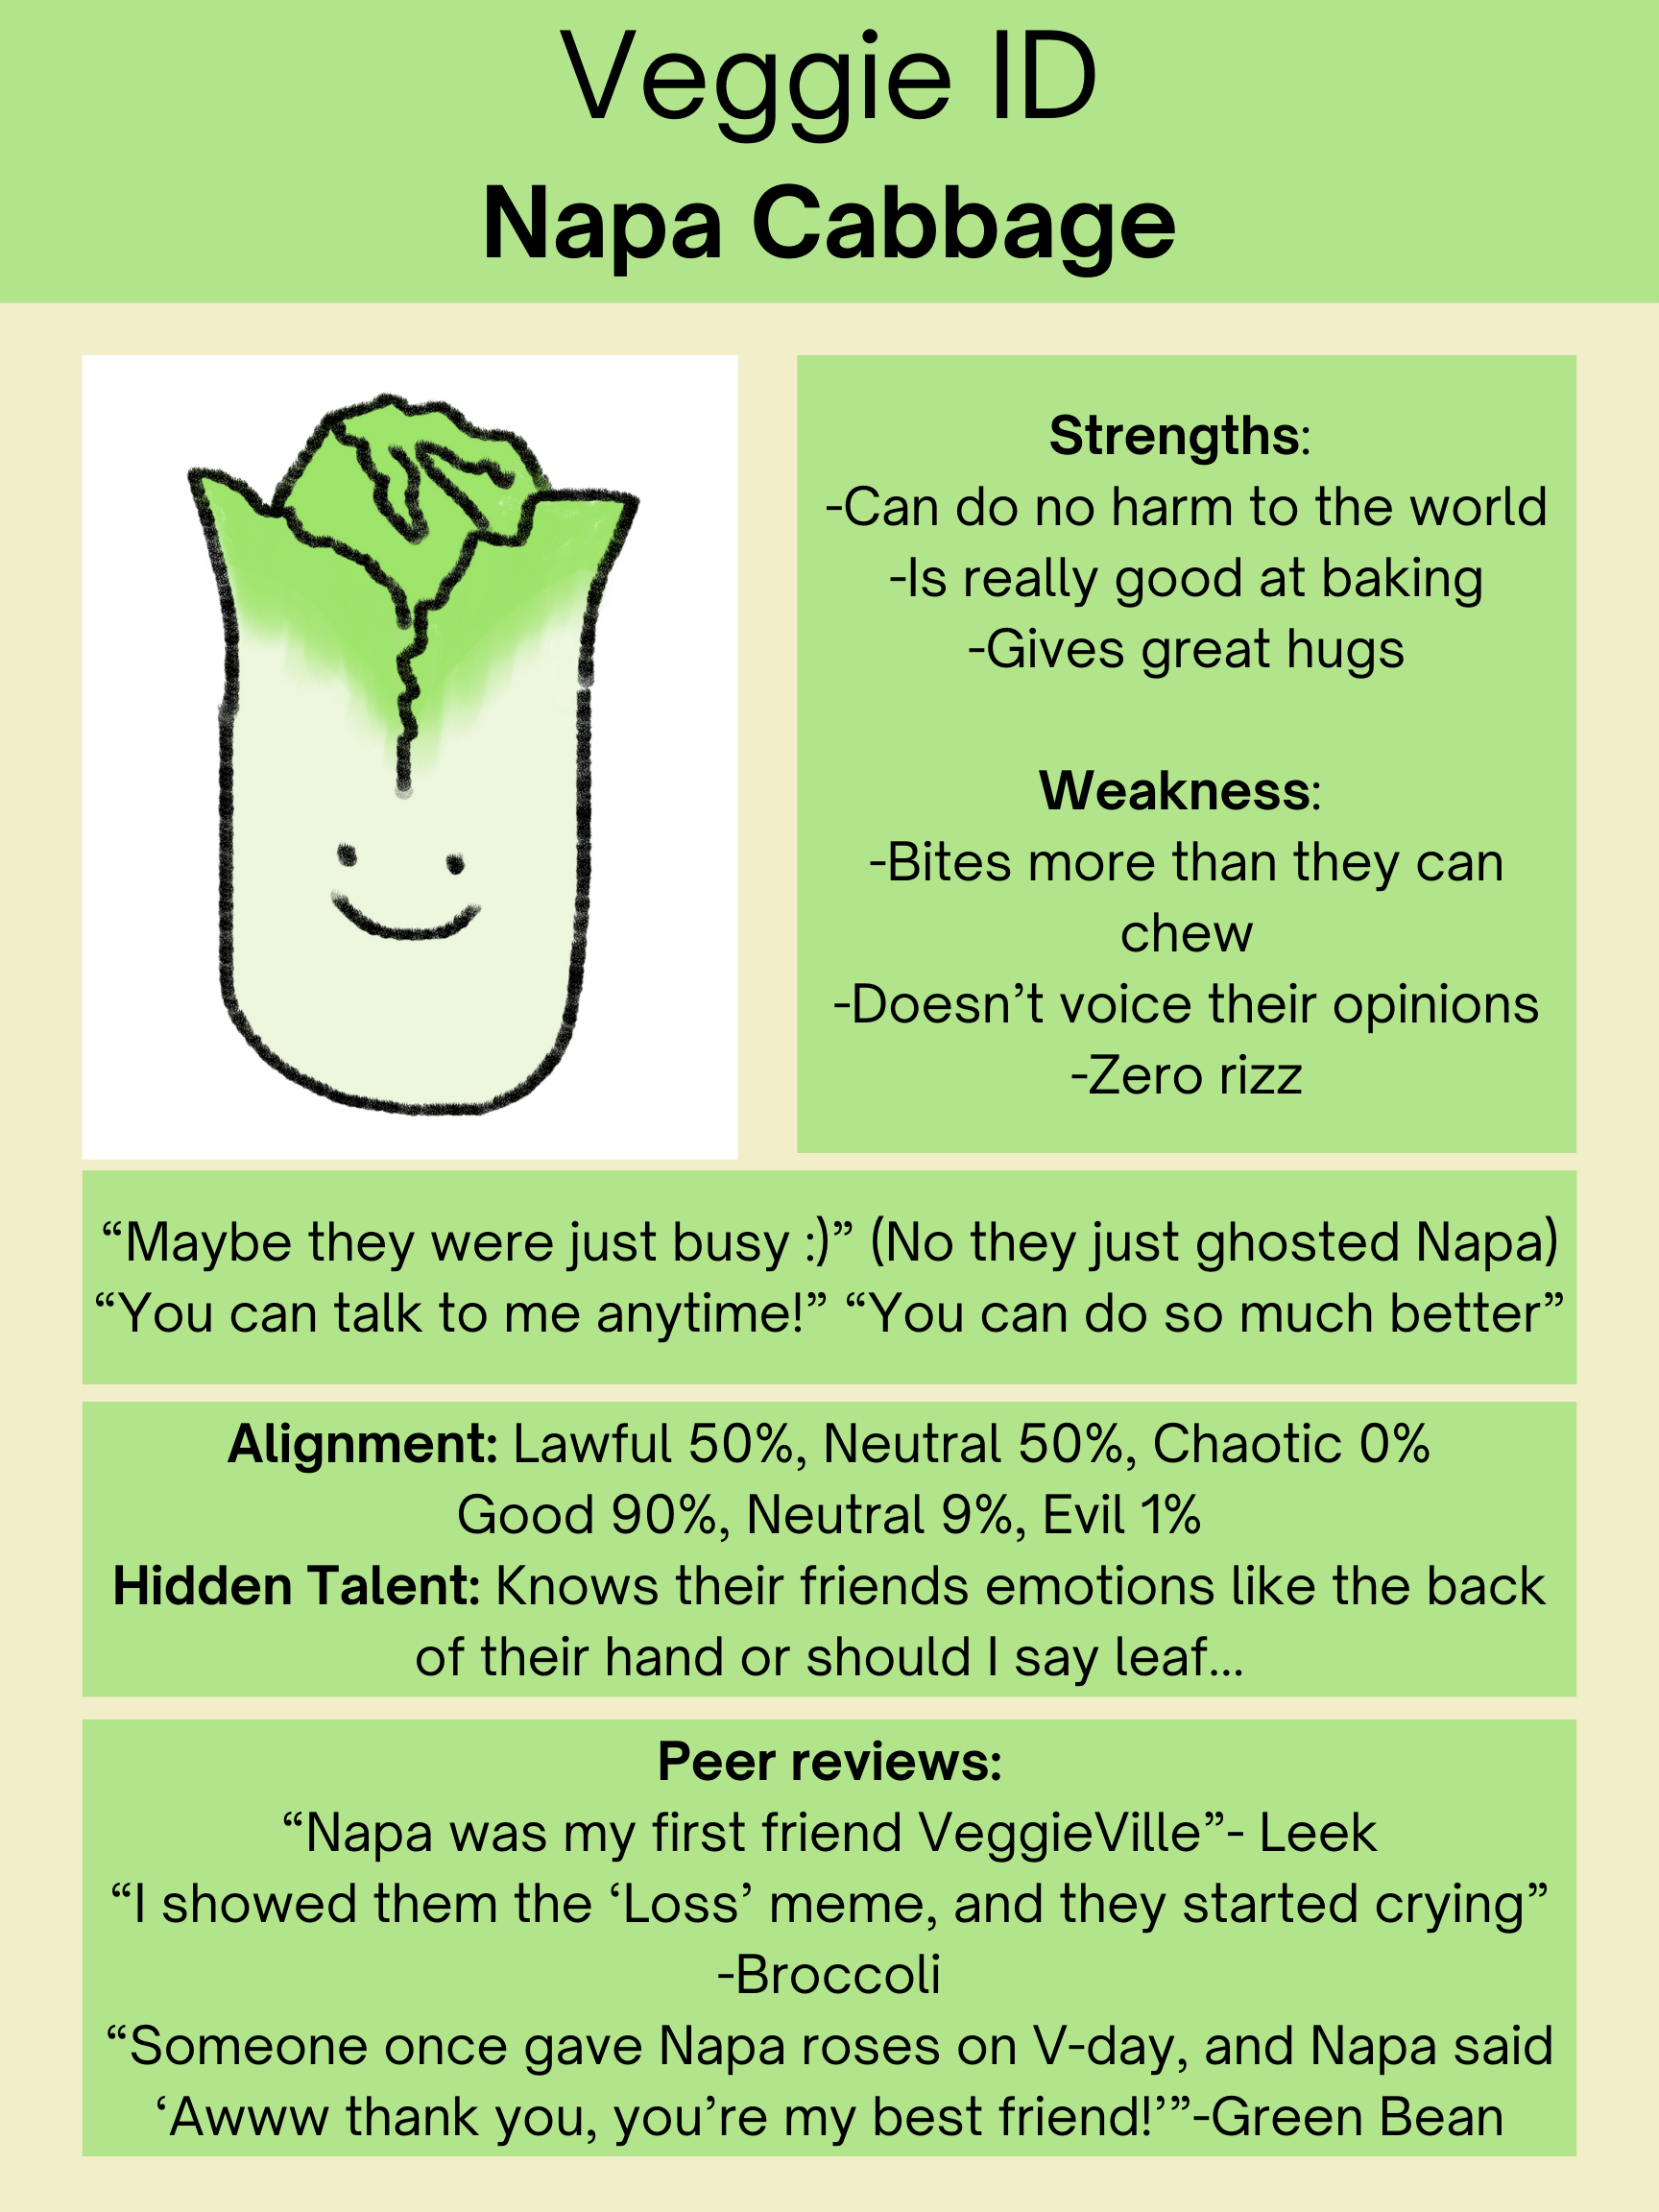 Veggie ID
Napa Cabbage
Strengths:
-Can do no harm to the world
-Is really good at baking
-Gives great hugs
Weakness:
-Bites more than they can
chew
-Doesn’t voice their opinions
-Zero rizz
“Maybe they were just busy :)” (No they just ghosted Napa)
“You can talk to me anytime!” “You can do so much better”
Alignment: Lawful 50%, Neutral 50%, Chaotic 0%
Good 90%, Neutral 9%, Evil 1%
Hidden Talent: Knows their friends emotions like the back
of their hand or should I say leaf...
Peer reviews:
“Napa was my first friend VeggieVille”- Leek
“I showed them the ‘Loss’ meme, and they started crying”
-Broccoli
“Someone once gave Napa roses on V-day, and Napa said
‘Awww thank you, you’re my best friend!’”-Green Bean